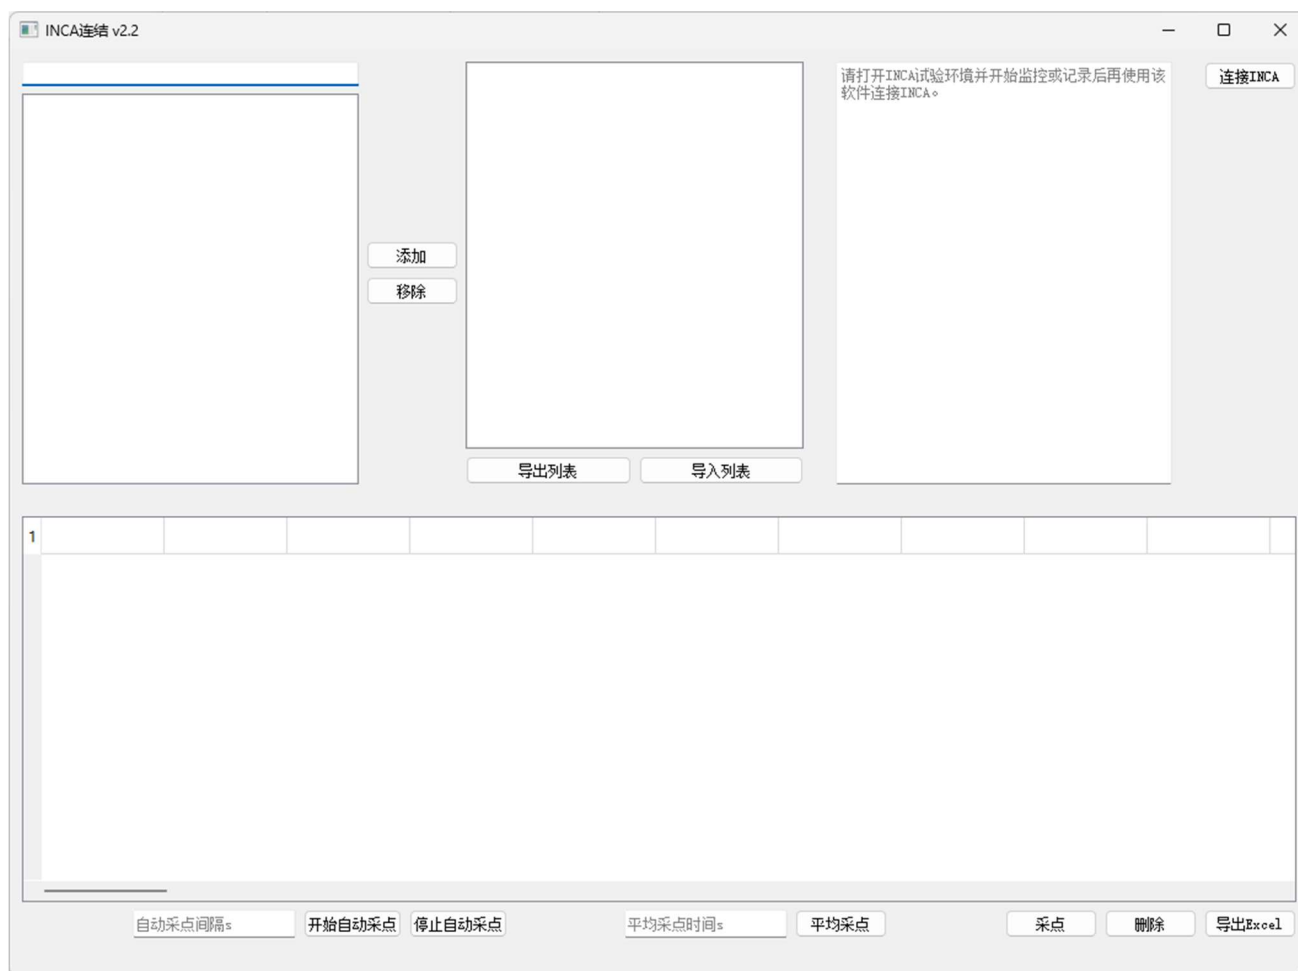 INCA连结 v2.2
请打开INCA试验环境并开始监控或记录后再使用该
软件连接INCA。
连接INCA
添加
移除
导出列表
导入列表
1
自动采点间隔s
开始自动采点
停止自动采点
平均采点时间s
平均采点
采点
删除
导出Excel